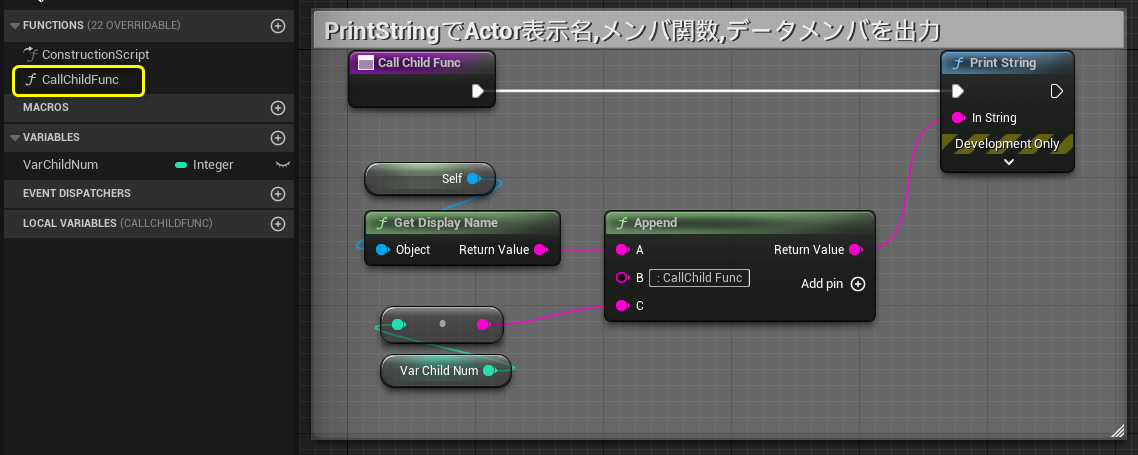 FUNCTIONS (22 OVERRIDABLE)
ConstructionScript
CallChildFunc
MACROS
VARIABLES
VarChildNum Integer
EVENT DISPATCHERS
LOCAL VARIABLES (CALLCHILDFUNC)
PrintStringでActor表示名,メンバ関数,データメンバを出力
Call Child Func
Print String
In String
Development Only
Self
Get Display Name
Object Return Value
Append
A Return Value
B : CallChild Func
Add pin
C
Var Child Num